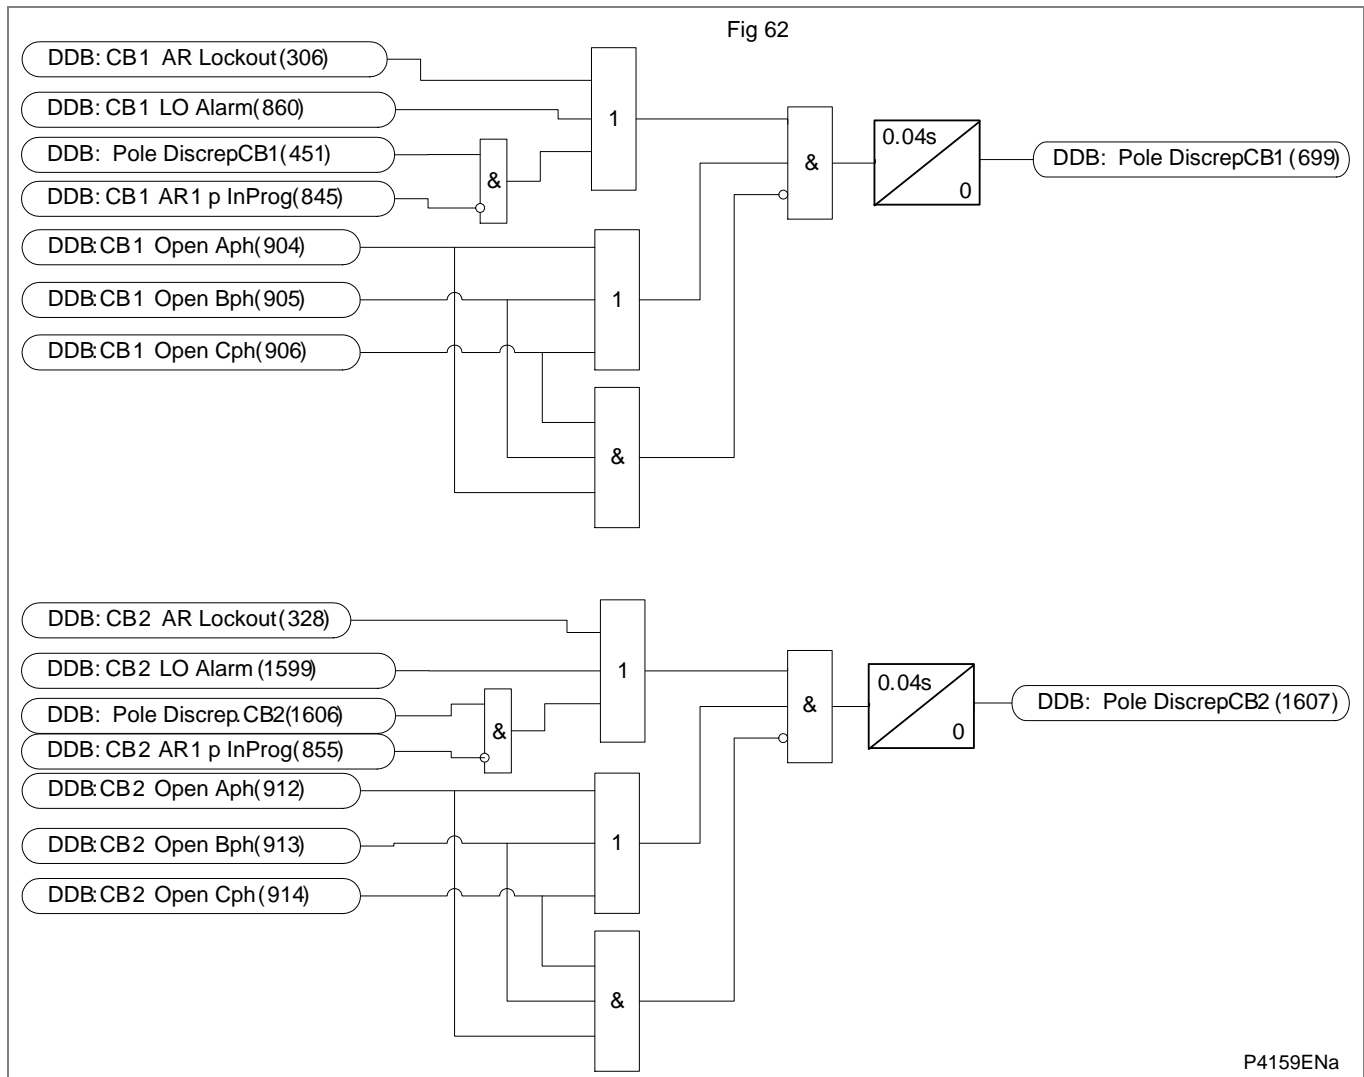 Fig 62
DDB: CB1 AR Lockout(306)
DDB: CB1 LO Alarm(860)
DDB: Pole DiscrepCB1(451)
DDB: CB1 AR1 p InProg(845)
DDB:CB1 Open Aph(904)
DDB:CB1 Open Bph(905)
DDB:CB1 Open Cph(906)
1
&
1
&
&
0.04s
0
DDB: Pole DiscrepCB1(699)
DDB: CB2 AR Lockout(328)
DDB: CB2 LO Alarm (1599)
DDB: Pole Discrep.CB2(1606)
DDB: CB2 AR1 p InProg(855)
DDB:CB2 Open Aph(912)
DDB:CB2 Open Bph(913)
DDB:CB2 Open Cph(914)
1
&
1
&
&
0.04s
0
DDB: Pole DiscrepCB2 (1607)
P4159ENa